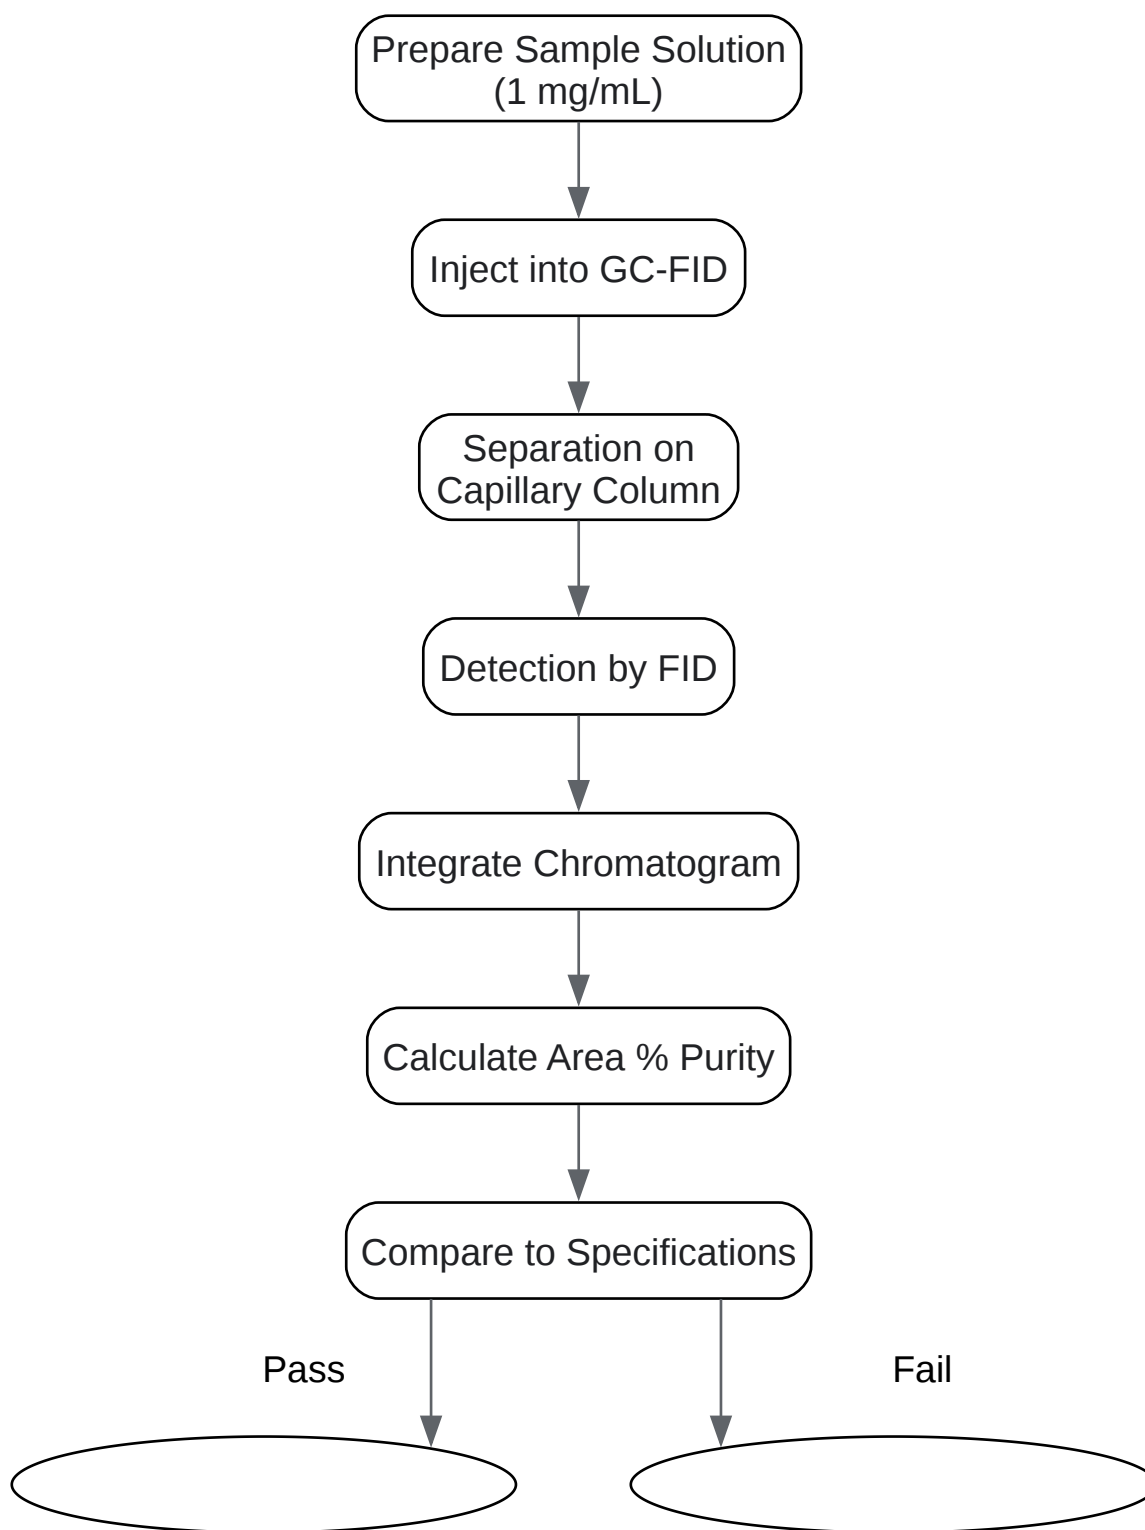 Prepare Sample Solution
(1 mg/mL)
Inject into GC-FID
Separation on
Capillary Column
Detection by FID
Integrate Chromatogram
Calculate Area % Purity
Compare to Specifications
Pass
Fail